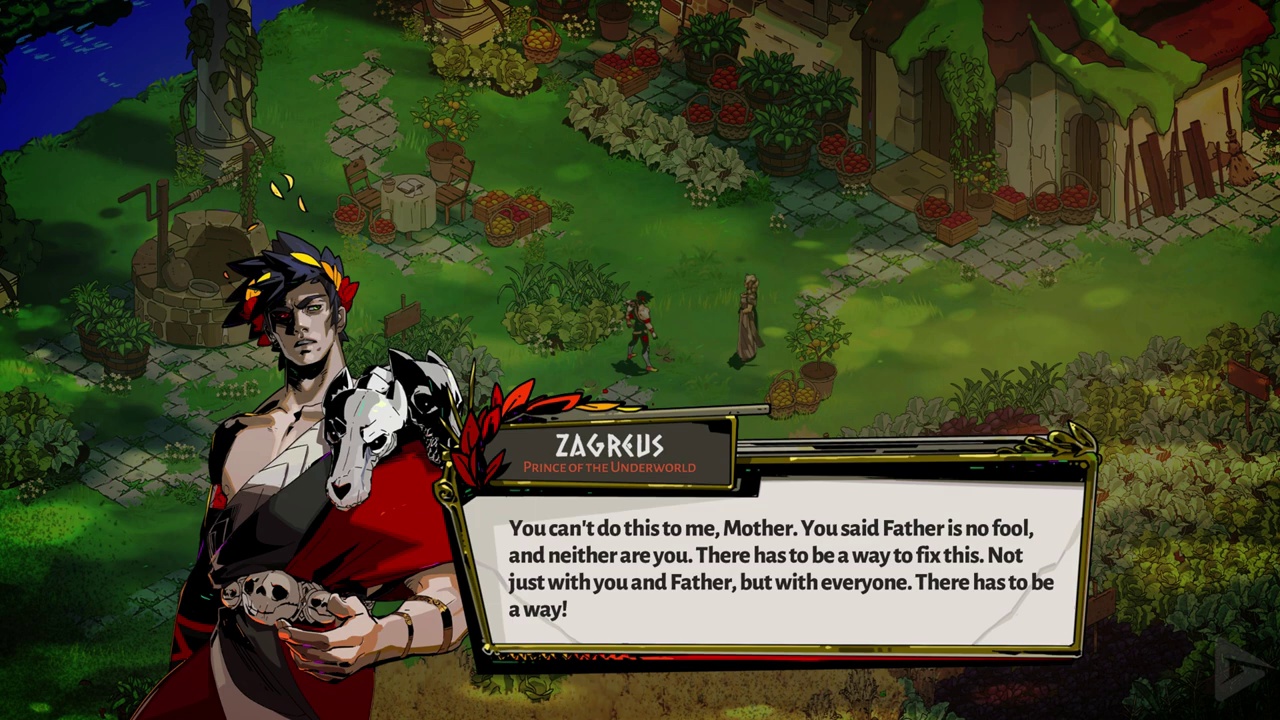 ZAGREUS
PRINCE OF THE UNDERWORLD
You can't do this to me, Mother. You said Father is no fool,
and neither are you. There has to be a way to fix this. Not
just with you and Father, but with everyone. There has to be
a way!